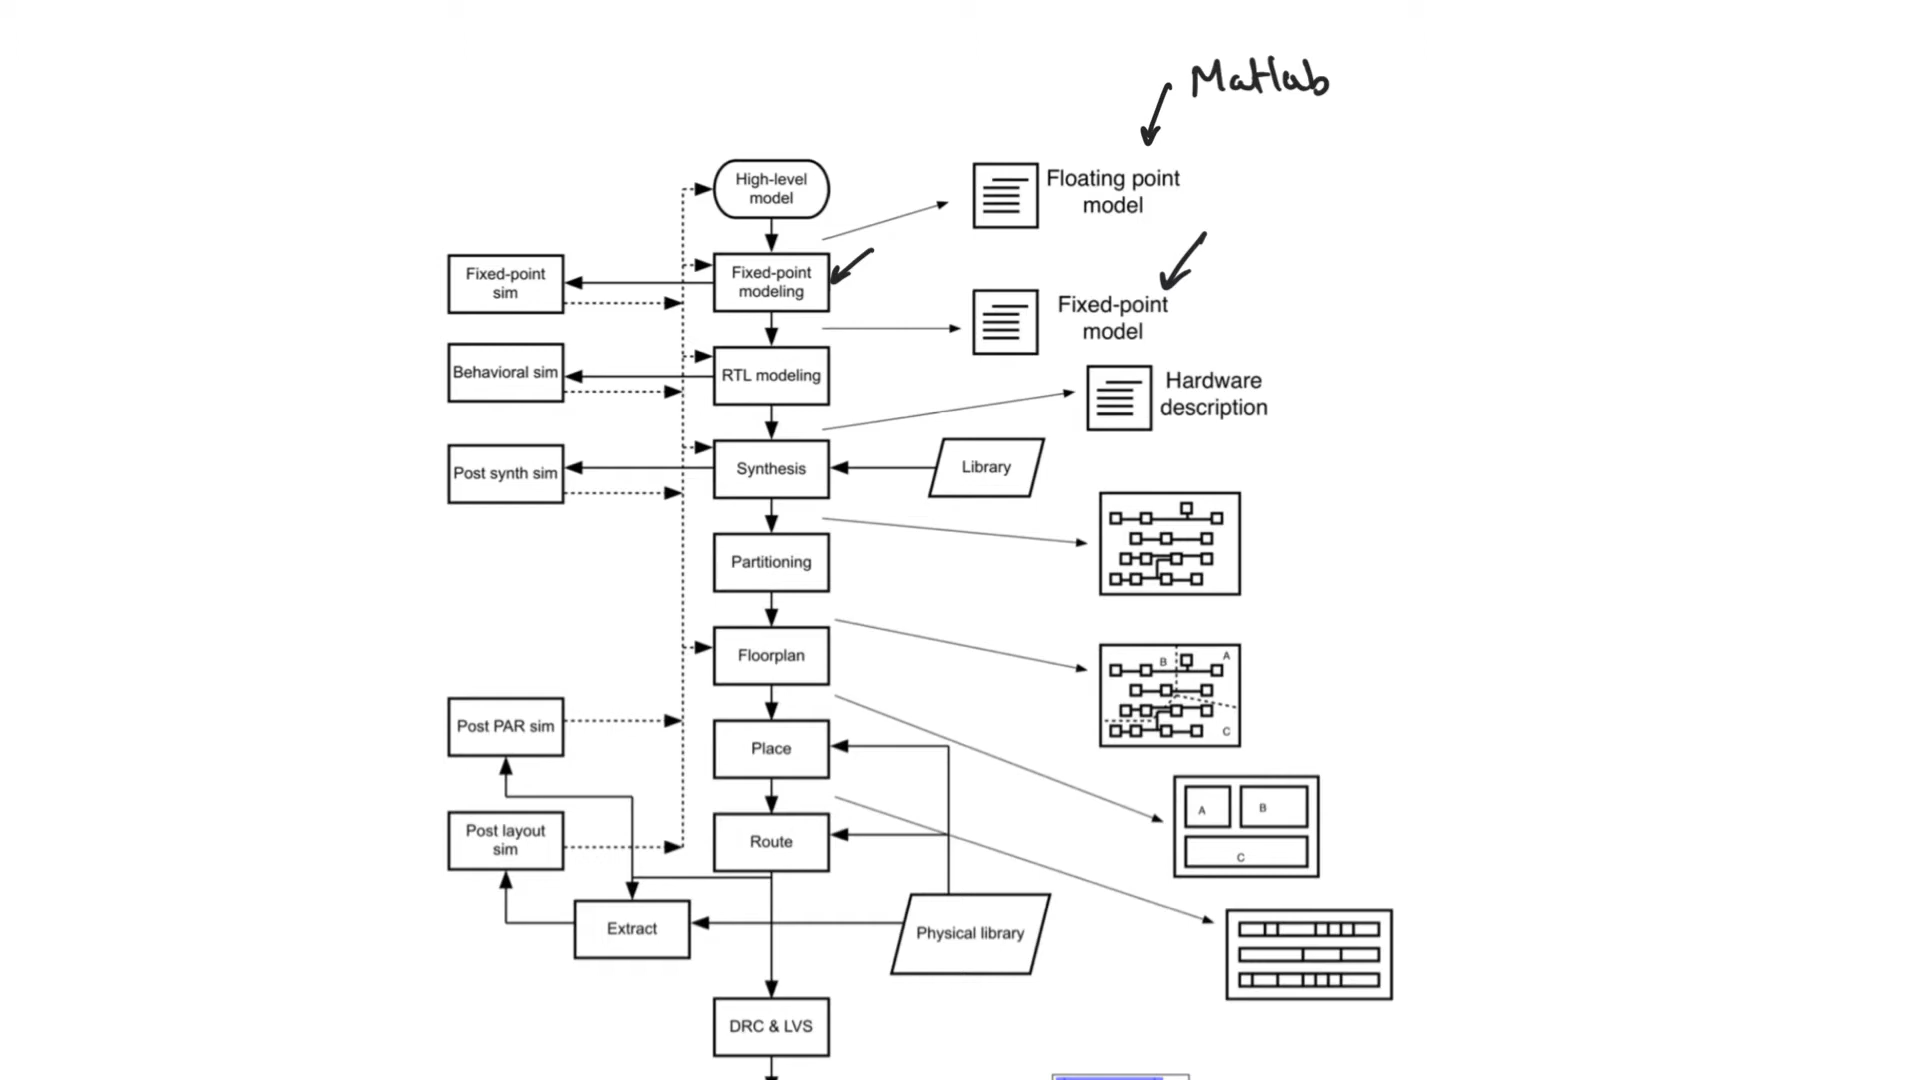 Matlab
High-level
model
Floating point
model
Fixed-point
sim
Fixed-point
modeling
Fixed-point
model
Behavioral sim
RTL modeling
Hardware
description
Post synth sim
Synthesis
Library
Partitioning
Floorplan
B
A
C
Post PAR sim
Place
A
B
C
Post layout
sim
Route
Extract
Physical library
DRC & LVS